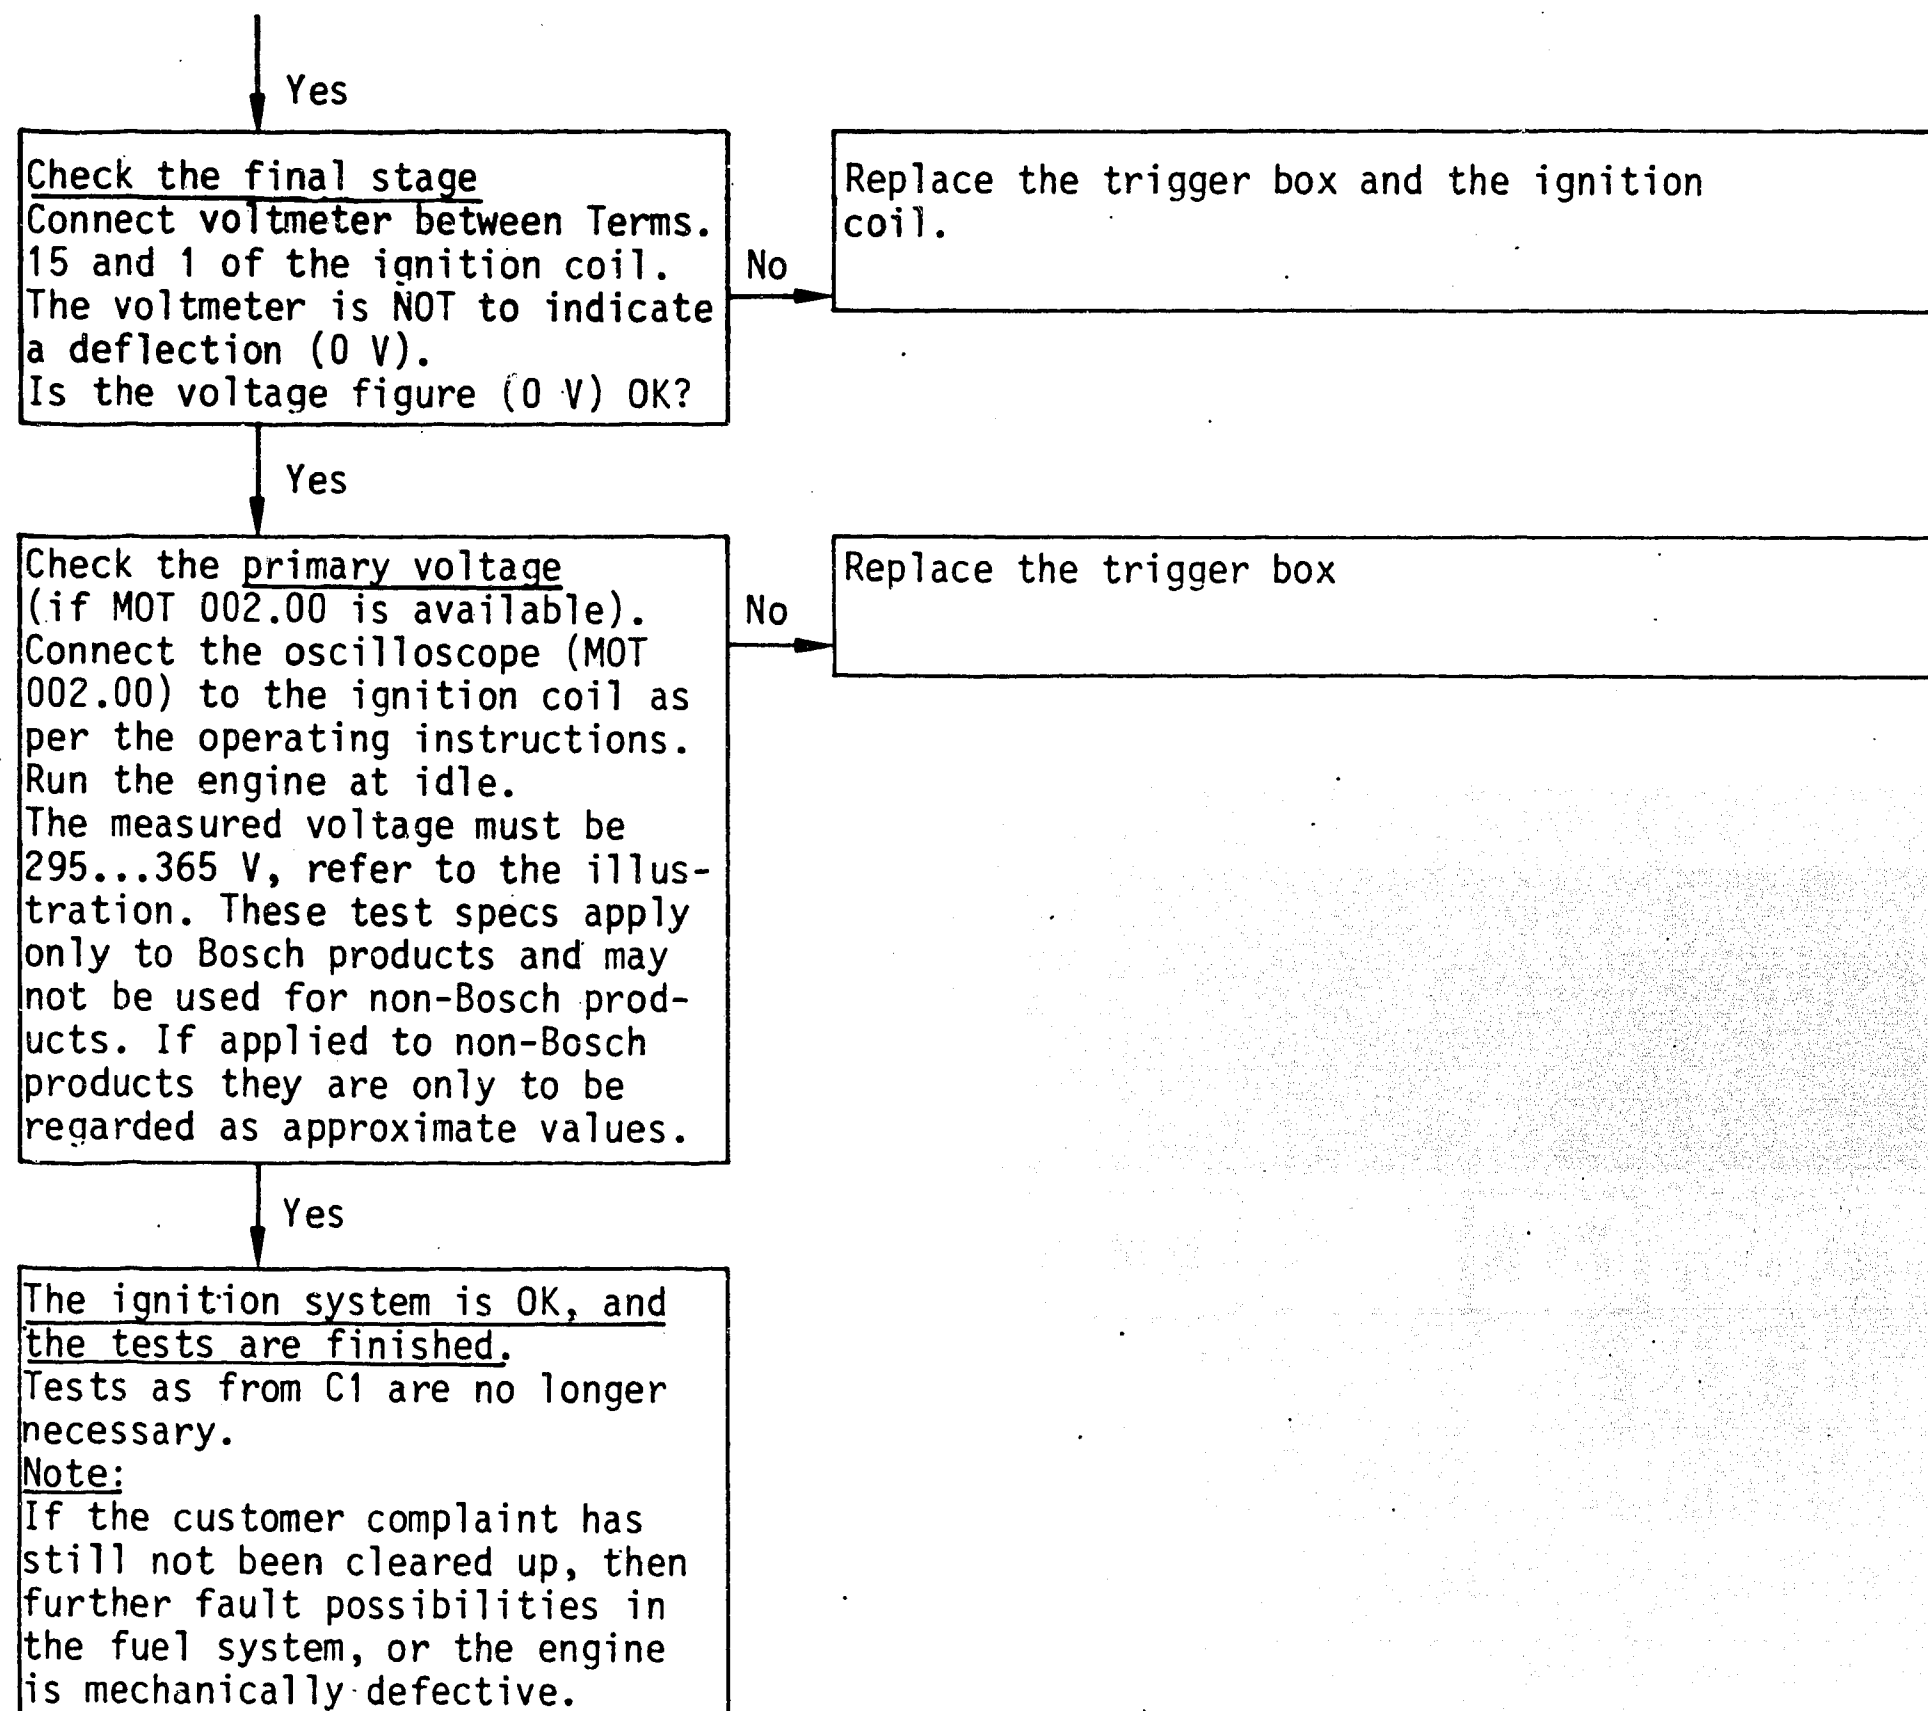 Yes
Check the final stage
Connect voltmeter between Terms.
15 and 1 of the ignition coil.
The voltmeter is NOT to indicate
a deflection (0 V).
Is the voltage figure (0 V) OK?
No
Replace the trigger box and the ignition
coil.
Yes
Check the primary voltage
(if MOT 002.00 is available).
Connect the oscilloscope (MOT
002.00) to the ignition coil as
per the operating instructions.
Run the engine at idle.
The measured voltage must be
295...365 V, refer to the illus-
tration. These test specs apply
only to Bosch products and may
not be used for non-Bosch prod-
ucts. If applied to non-Bosch
products they are only to be
regarded as approximate values.
No
Replace the trigger box
Yes
The ignition system is OK, and
the tests are finished.
Tests as from C1 are no longer
necessary.
Note:
If the customer complaint has
still not been cleared up, then
further fault possibilities in
the fuel system, or the engine
is mechanically defective.